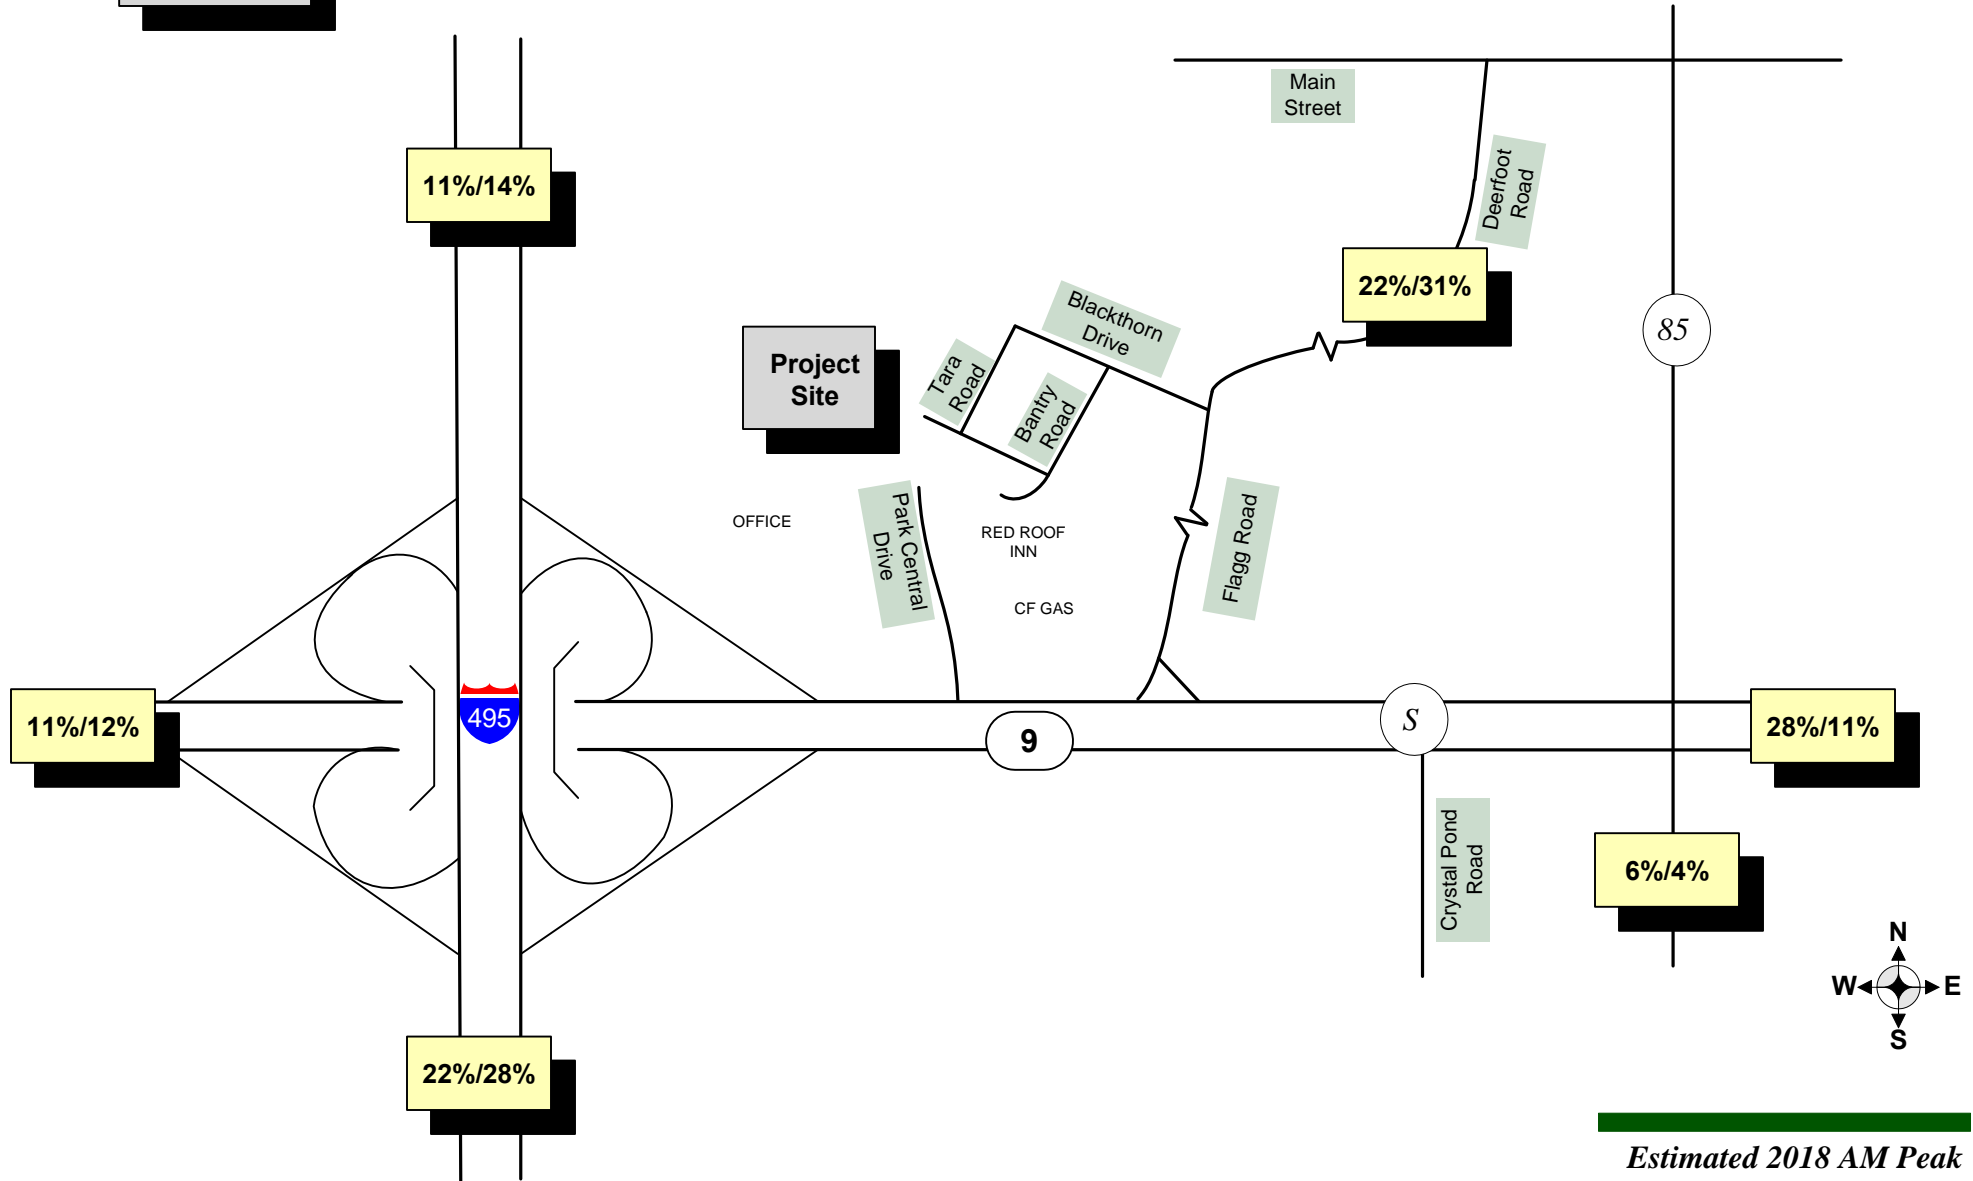 Main
Street
11%/14%
Deerfoot
Road
22%/31%
Blackthorn
Drive
85
Project
Site
Tara
Road
Bantry
Road
Park Central
Drive
OFFICE
RED ROOF
INN
Flagg Road
CF GAS
11%/12%
495
9
S
28%/11%
Crystal Pond
Road
6%/4%
N
W
E
S
22%/28%
Estimated 2018 AM Peak